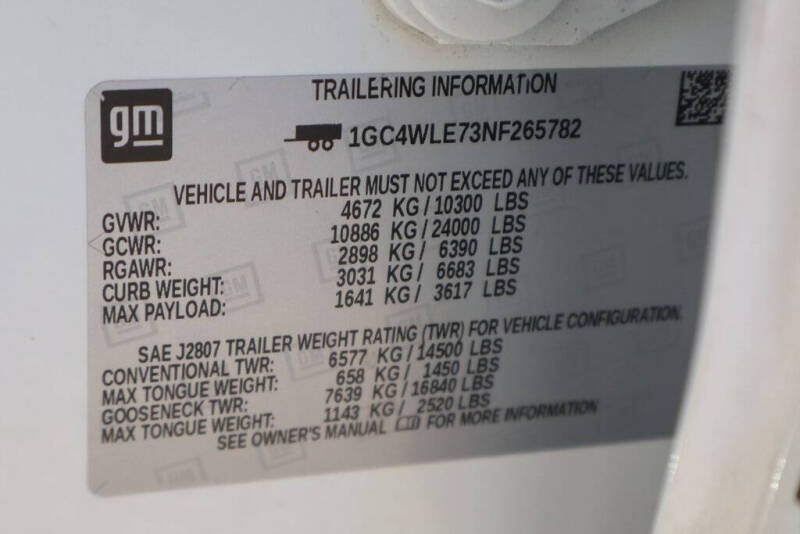 gm
TRAILERING INFORMATION
1GC4WLE73NF265782
VEHICLE AND TRAILER MUST NOT EXCEED ANY OF THESE VALUES.
GVWR: 4672 KG/10300 LBS
GCWR: 10886 KG/24000 LBS
RGAWR: 2898 KG/ 6390 LBS
CURB WEIGHT: 3031 KG/ 6683 LBS
MAX PAYLOAD: 1641 KG/ 3617 LBS
SAE J2807 TRAILER WEIGHT RATING (TWR) FOR VEHICLE CONFIGURATION.
CONVENTIONAL TWR: 6577 KG/14500 LBS
MAX TONGUE WEIGHT: 658 KG/ 1450 LBS
GOOSENECK TWR: 7639 KG/16840 LBS
MAX TONGUE WEIGHT: 1143 KG/ 2520 LBS
SEE OWNER'S MANUAL FOR MORE INFORMATION